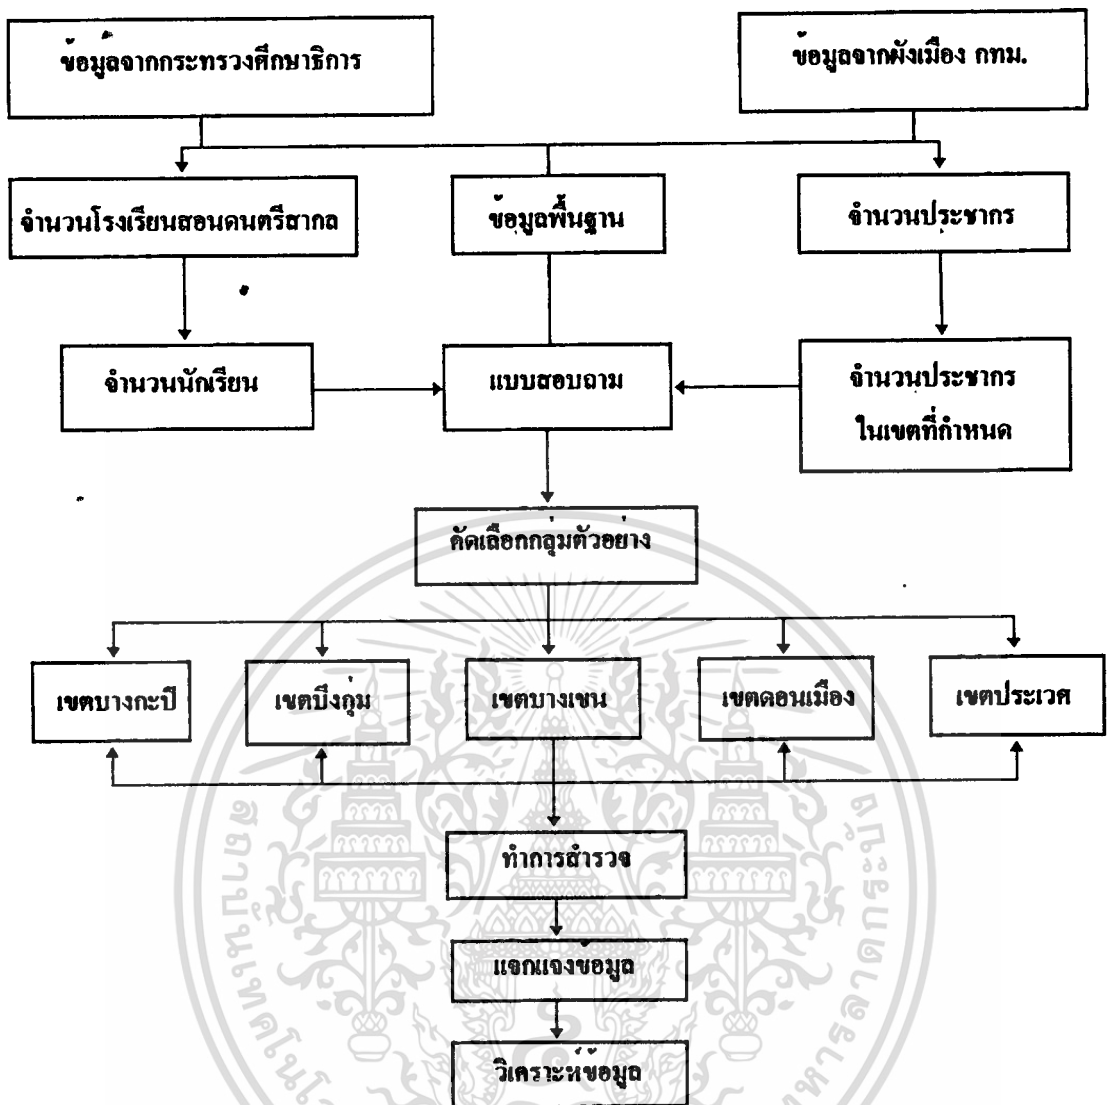 ข้อมูลจากกระทรวงศึกษาธิการ
ข้อมูลจากผังเมือง กทม.
จำนวนโรงเรียนสอนดนตรีสากล
ข้อมูลพื้นฐาน
จำนวนประชากร
จำนวนนักเรียน
แบบสอบถาม
จำนวนประชากร
ในเขตที่กำหนด
คัดเลือกกลุ่มตัวอย่าง
เขตบางกะปิ
เขตบึงกุ่ม
เขตบางเขน
เขตดอนเมือง
เขตประเวศ
ทำการสำรวจ
แจกแจงข้อมูล
วิเคราะห์ข้อมูล